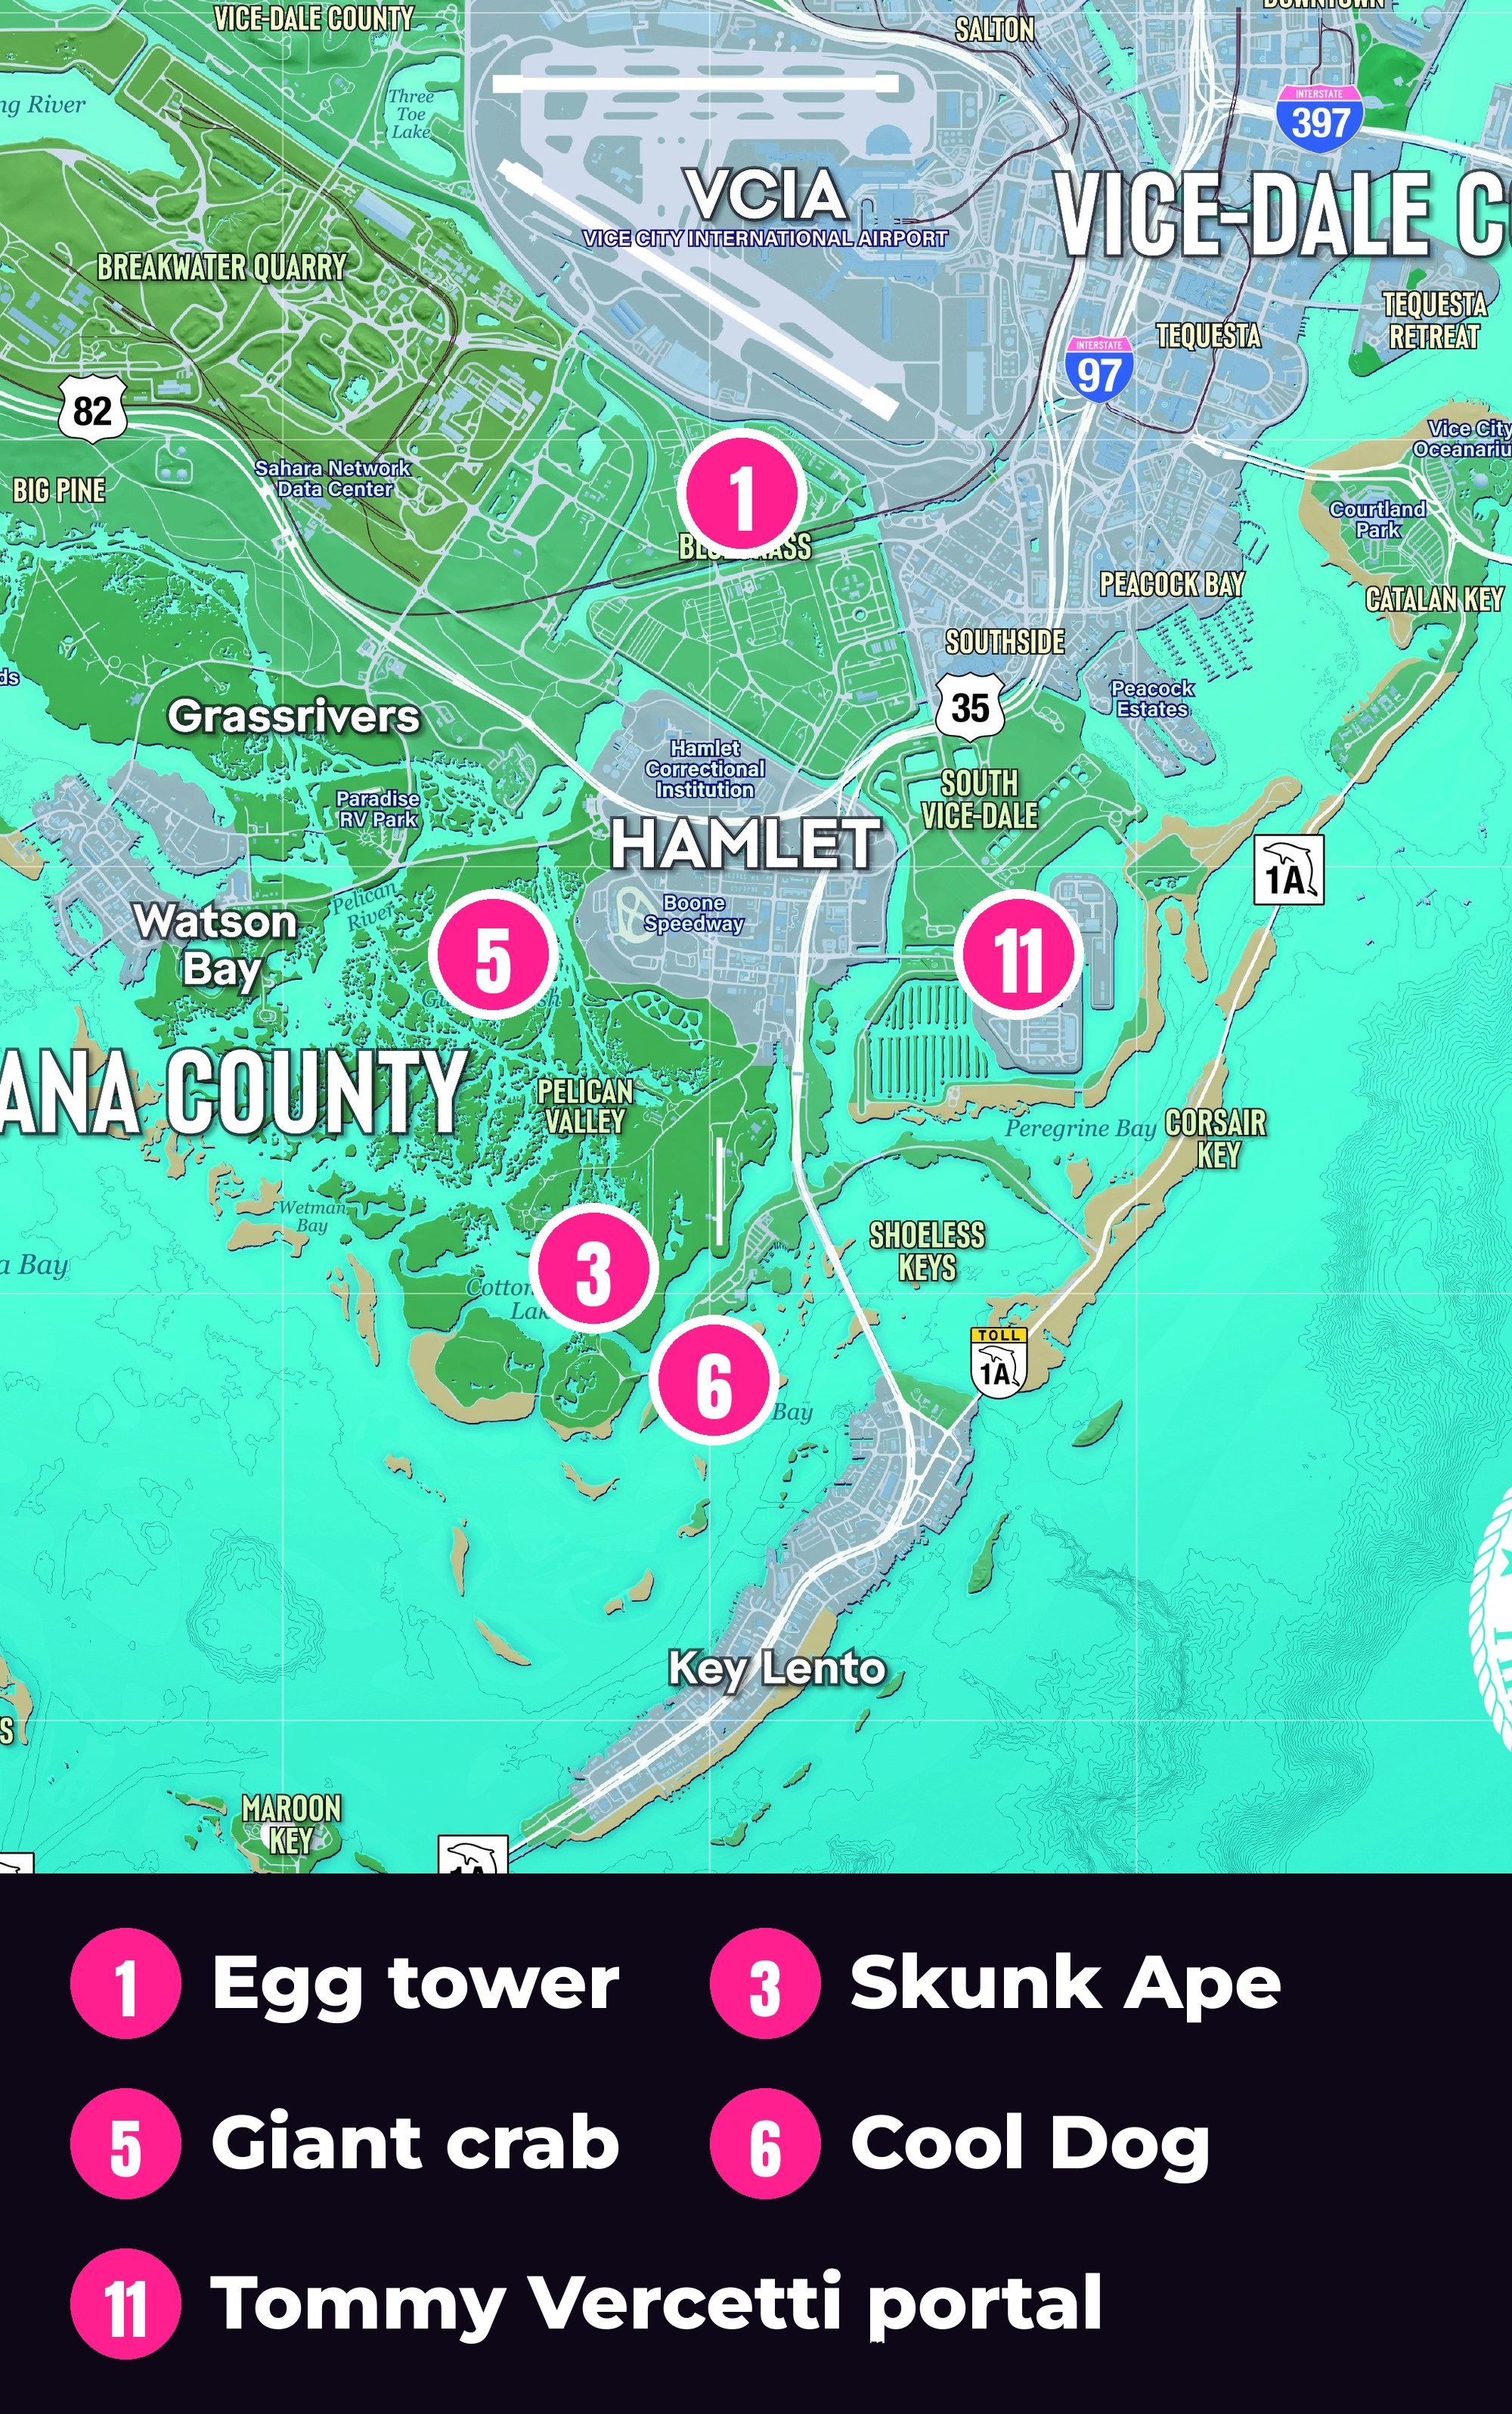 VICE-DALE COUNTY
SALTON
Three
Toe
Lake
ng River
INTERSTATE
397
VCIA
VICE CITY INTERNATIONAL AIRPORT
VICE-DALE C
BREAKWATER QUARRY
TEQUESTA
RETREAT
TEQUESTA
INTERSTATE
97
82
Vice City
Sahara Network
Data Center
BIG PINE
1
Courtland
Park
PEACOCK BAY
CATALAN KEY
SOUTHSIDE
ds
Peacock
Estates
35
Grassrivers
Hamlet
Correctional
Institution
SOUTH
VICE-DALE
Paradise
RV Park
HAMLET
1A
Pelican
River
Boone
Speedway
Watson
Bay
5
11
ANA COUNTY
PELICAN
VALLEY
Peregrine Bay
CORSAIR
KEY
Wetman
Bay
SHOELESS
KEYS
a Bay
3
TOLL
1A
6
Bay
Key Lento
S
MAROON
KEY
1A
1 Egg tower
3 Skunk Ape
5 Giant crab
6 Cool Dog
11 Tommy Vercetti portal